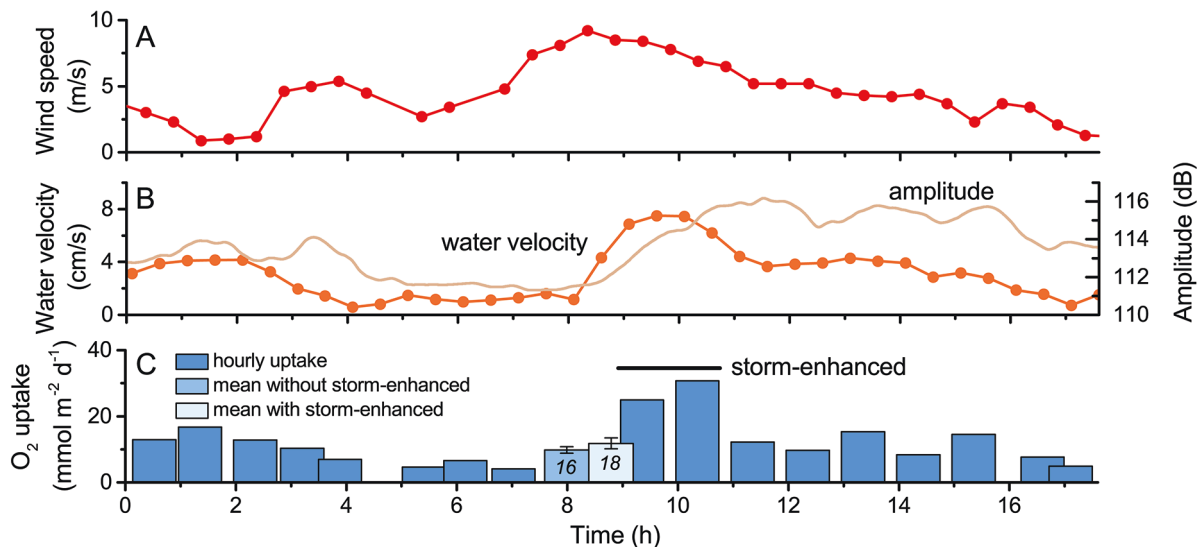 A
Wind speed
(m/s)
10
5
0
B
Water velocity
(cm/s)
8
4
0
water velocity
amplitude
116
114
112
110
Amplitude (dB)
C
O2 uptake
(mmol m-2 d-1)
40
20
0
hourly uptake
mean without storm-enhanced
mean with storm-enhanced
storm-enhanced
16
18
0 2 4 6 8 10 12 14 16
Time (h)